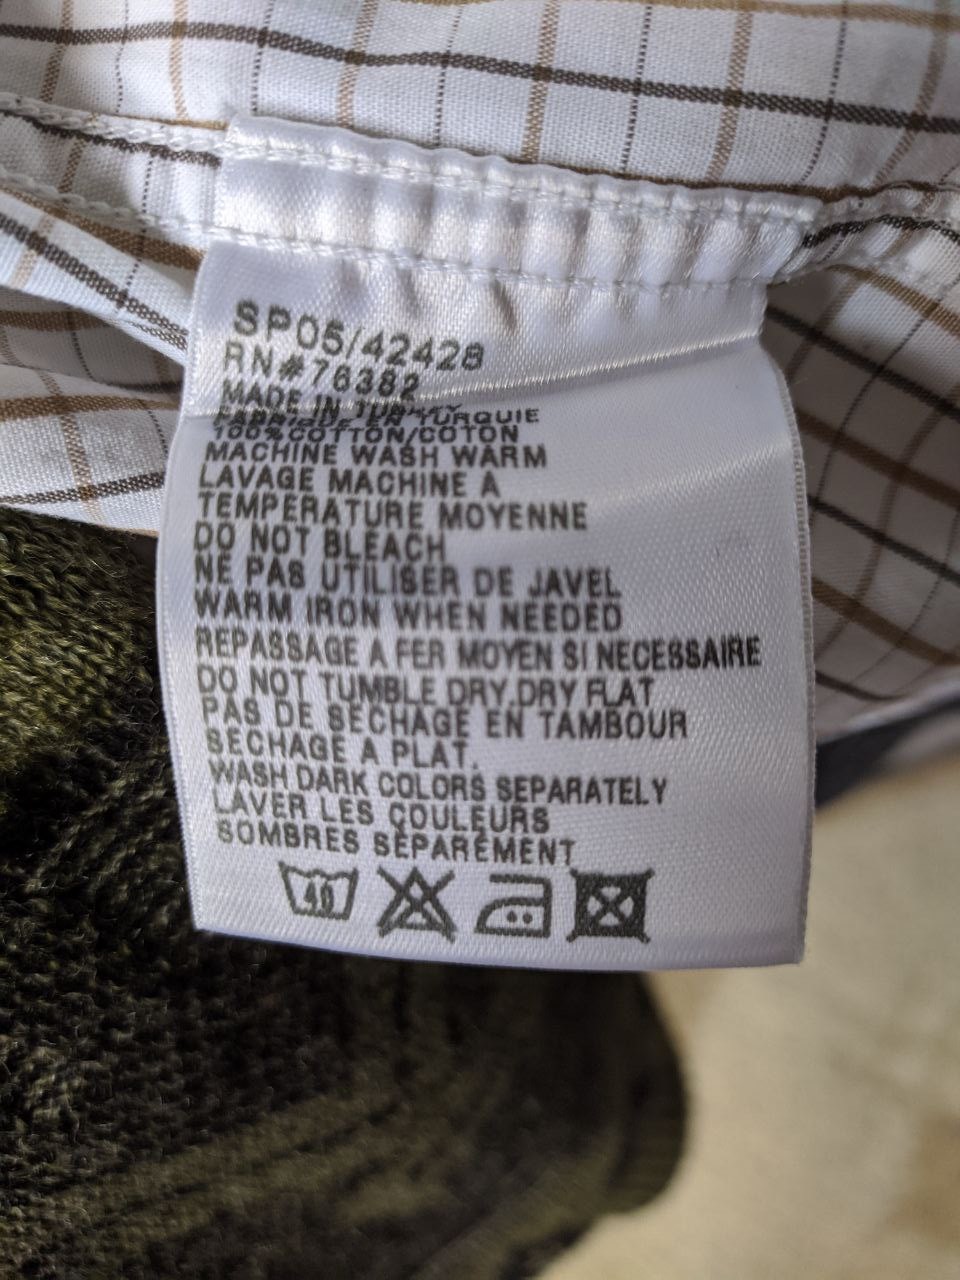 SP05/42428
RN#76382
MADE IN TURKEY
FABRIQUE EN TURQUIE
100%COTTON/COTON
MACHINE WASH WARM
LAVAGE MACHINE A
TEMPERATURE MOYENNE
DO NOT BLEACH
NE PAS UTILISER DE JAVEL
WARM IRON WHEN NEEDED
REPASSAGE A FER MOYEN SI NECESSAIRE
DO NOT TUMBLE DRY.DRY FLAT
PAS DE SECHAGE EN TAMBOUR
SECHAGE A PLAT.
WASH DARK COLORS SEPARATELY
LAVER LES COULEURS
SOMBRES SEPAREMENT
40